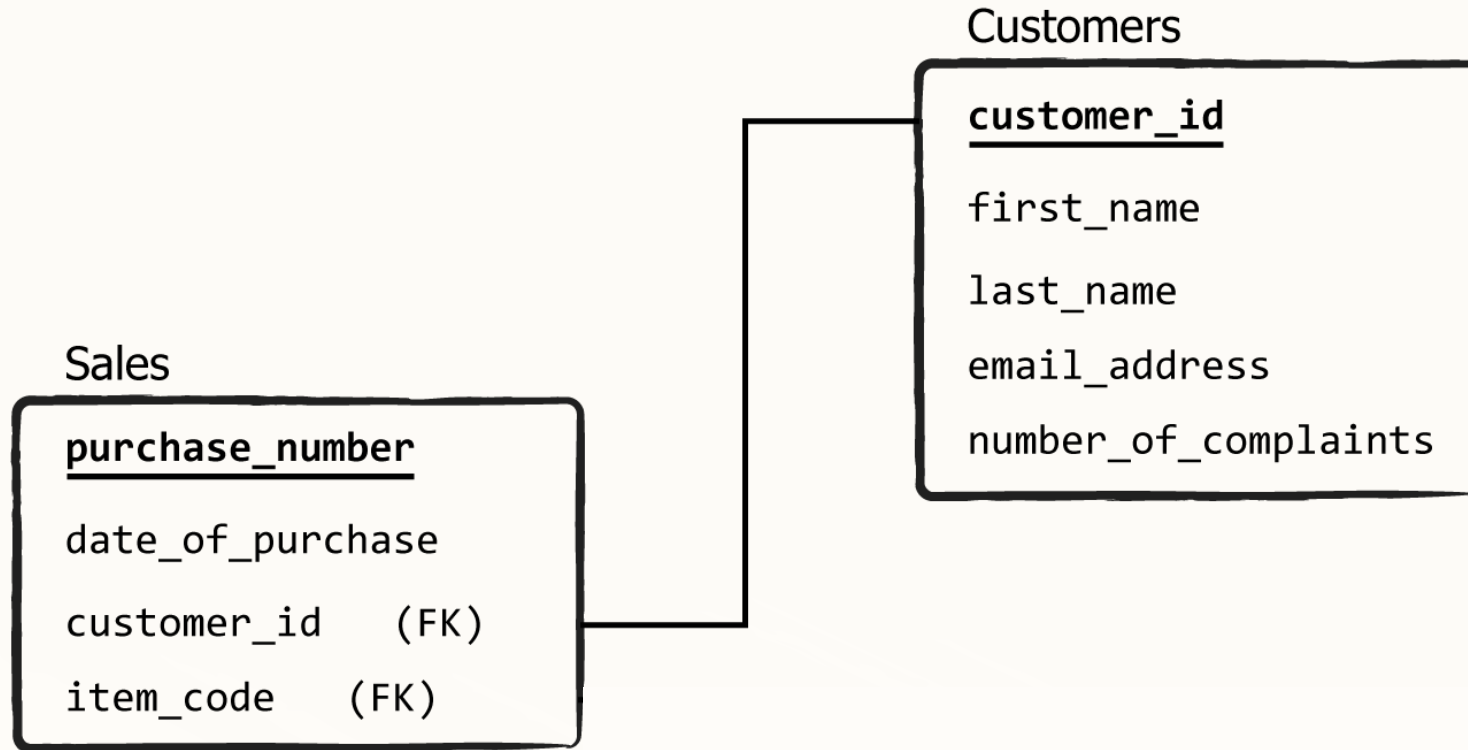 Customers
customer_id
first_name
last_name
email_address
number_of_complaints
Sales
purchase_number
date_of_purchase
customer_id (FK)
item_code (FK)